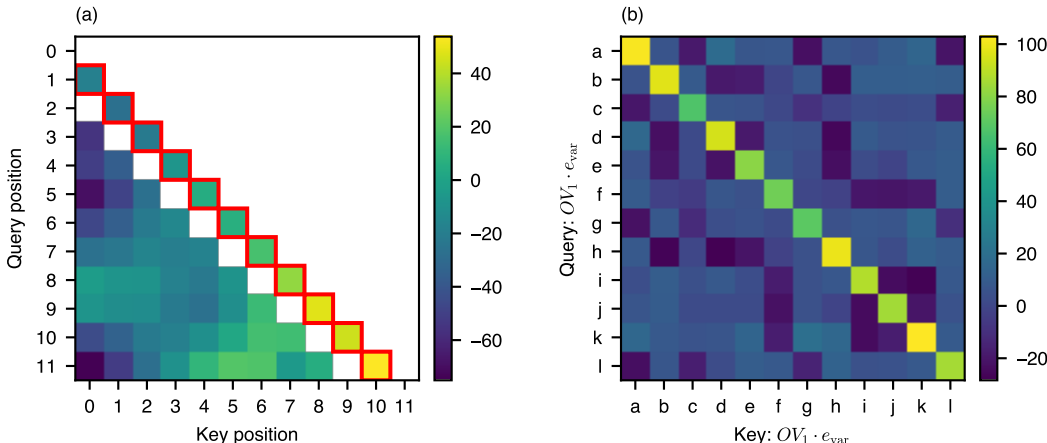 (a)
0
1
2
3
4
5
6
7
8
9
10
11
Query position
0 1 2 3 4 5 6 7 8 9 10 11
Key position
40
20
0
−20
−40
−60
(b)
a
b
c
d
e
f
g
h
i
j
k
l
Query: OV₁ · e_var
a b c d e f g h i j k l
Key: OV₁ · e_var
100
80
60
40
20
0
−20